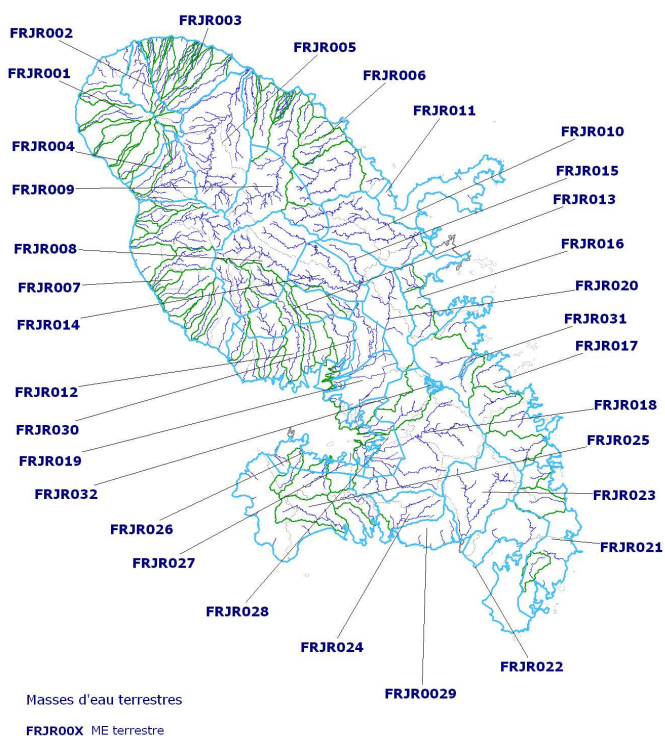 FRJR003
FRJR002
FRJR005
FRJR001
FRJR006
FRJR011
FRJR010
FRJR004
FRJR015
FRJR009
FRJR013
FRJR016
FRJR008
FRJR007
FRJR020
FRJR031
FRJR014
FRJR017
FRJR012
FRJR018
FRJR030
FRJR025
FRJR019
FRJR032
FRJR023
FRJR026
FRJR021
FRJR027
FRJR028
FRJR024
FRJR022
FRJR0029
Masses d'eau terrestres
FRJR00X ME terrestre